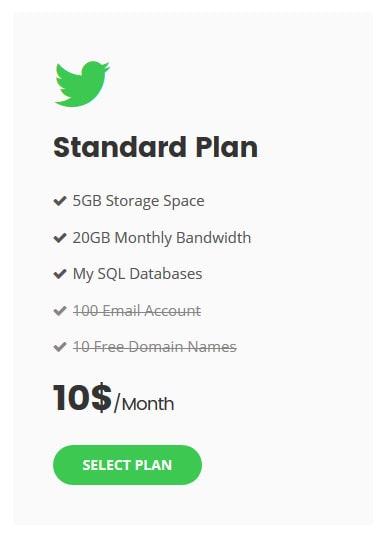 Standard Plan
5GB Storage Space
20GB Monthly Bandwidth
My SQL Databases
100 Email Account
10 Free Domain Names
10$/Month
SELECT PLAN